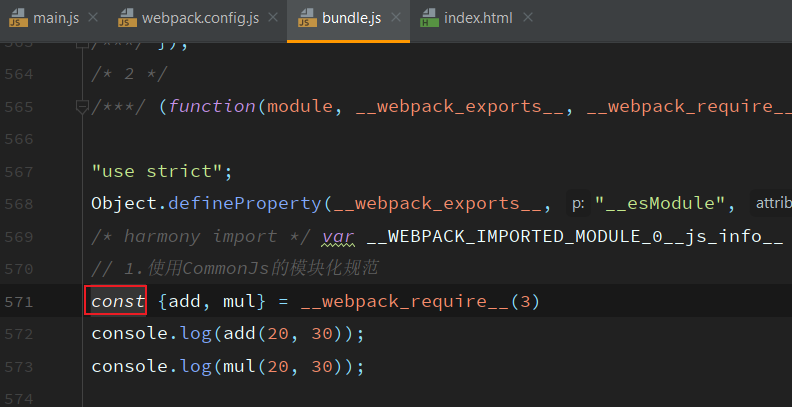 main.js webpack.config.js bundle.js index.html
563 /***/ });
564 /* 2 */
565 /***/ (function(module, __webpack_exports__, __webpack_require__
566
567 "use strict";
568 Object.defineProperty(__webpack_exports__, p: "__esModule", attrib
569 /* harmony import */ var __WEBPACK_IMPORTED_MODULE_0__js_info__
570 // 1.使用CommonJs的模块化规范
571 const {add, mul} = __webpack_require__(3)
572 console.log(add(20, 30));
573 console.log(mul(20, 30));
574